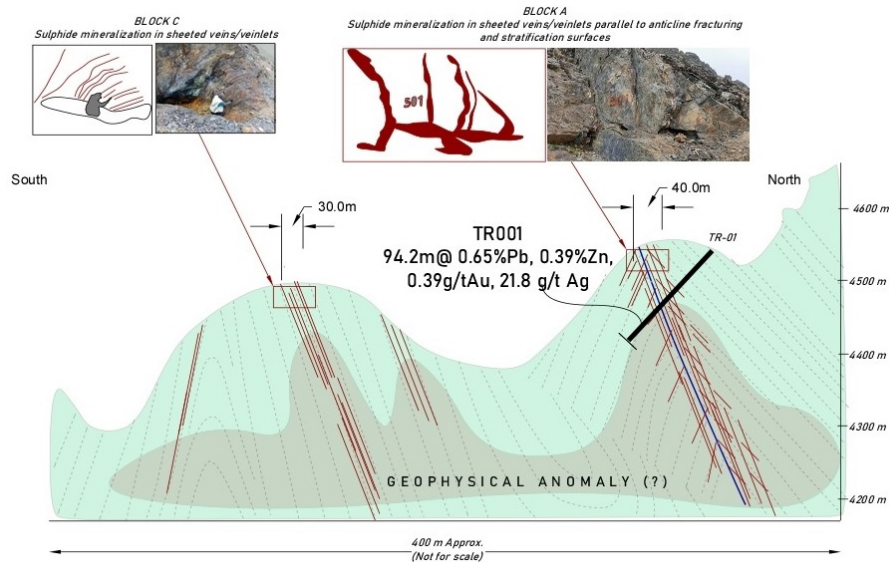 BLOCK C
Sulphide mineralization in sheeted veins/veinlets
BLOCK A
Sulphide mineralization in sheeted veins/veinlets parallel to anticline fracturing
and stratification surfaces
501
501
South
North
30.0m
40.0m
TR-01
TR001
94.2m@ 0.65%Pb, 0.39%Zn,
0.39g/tAu, 21.8 g/t Ag
4600 m
4500 m
4400 m
4300 m
4200 m
GEOPHYSICAL ANOMALY (?)
400 m Approx.
(Not for scale)